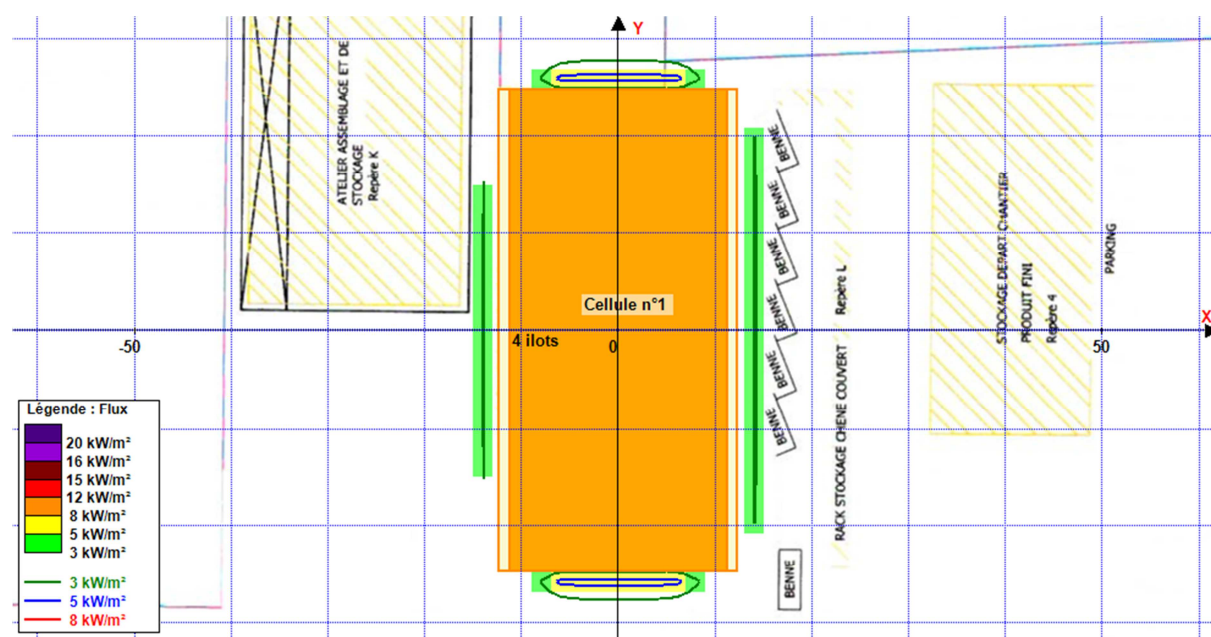 Y
ATELIER ASSEMBLAGE ET DE
STOCKAGE
Repère K
BENNE
BENNE
BENNE
BENNE
BENNE
BENNE
BENNE
RACK STOCKAGE CHENE COUVERT Repère L
STOCKAGE DEPART CHANTIER
PRODUIT FINI
Repère 4
PARKING
Cellule n°1
4 ilots
X
-50
0
50
Légende : Flux
20 kW/m²
16 kW/m²
15 kW/m²
12 kW/m²
8 kW/m²
5 kW/m²
3 kW/m²
3 kW/m²
5 kW/m²
8 kW/m²